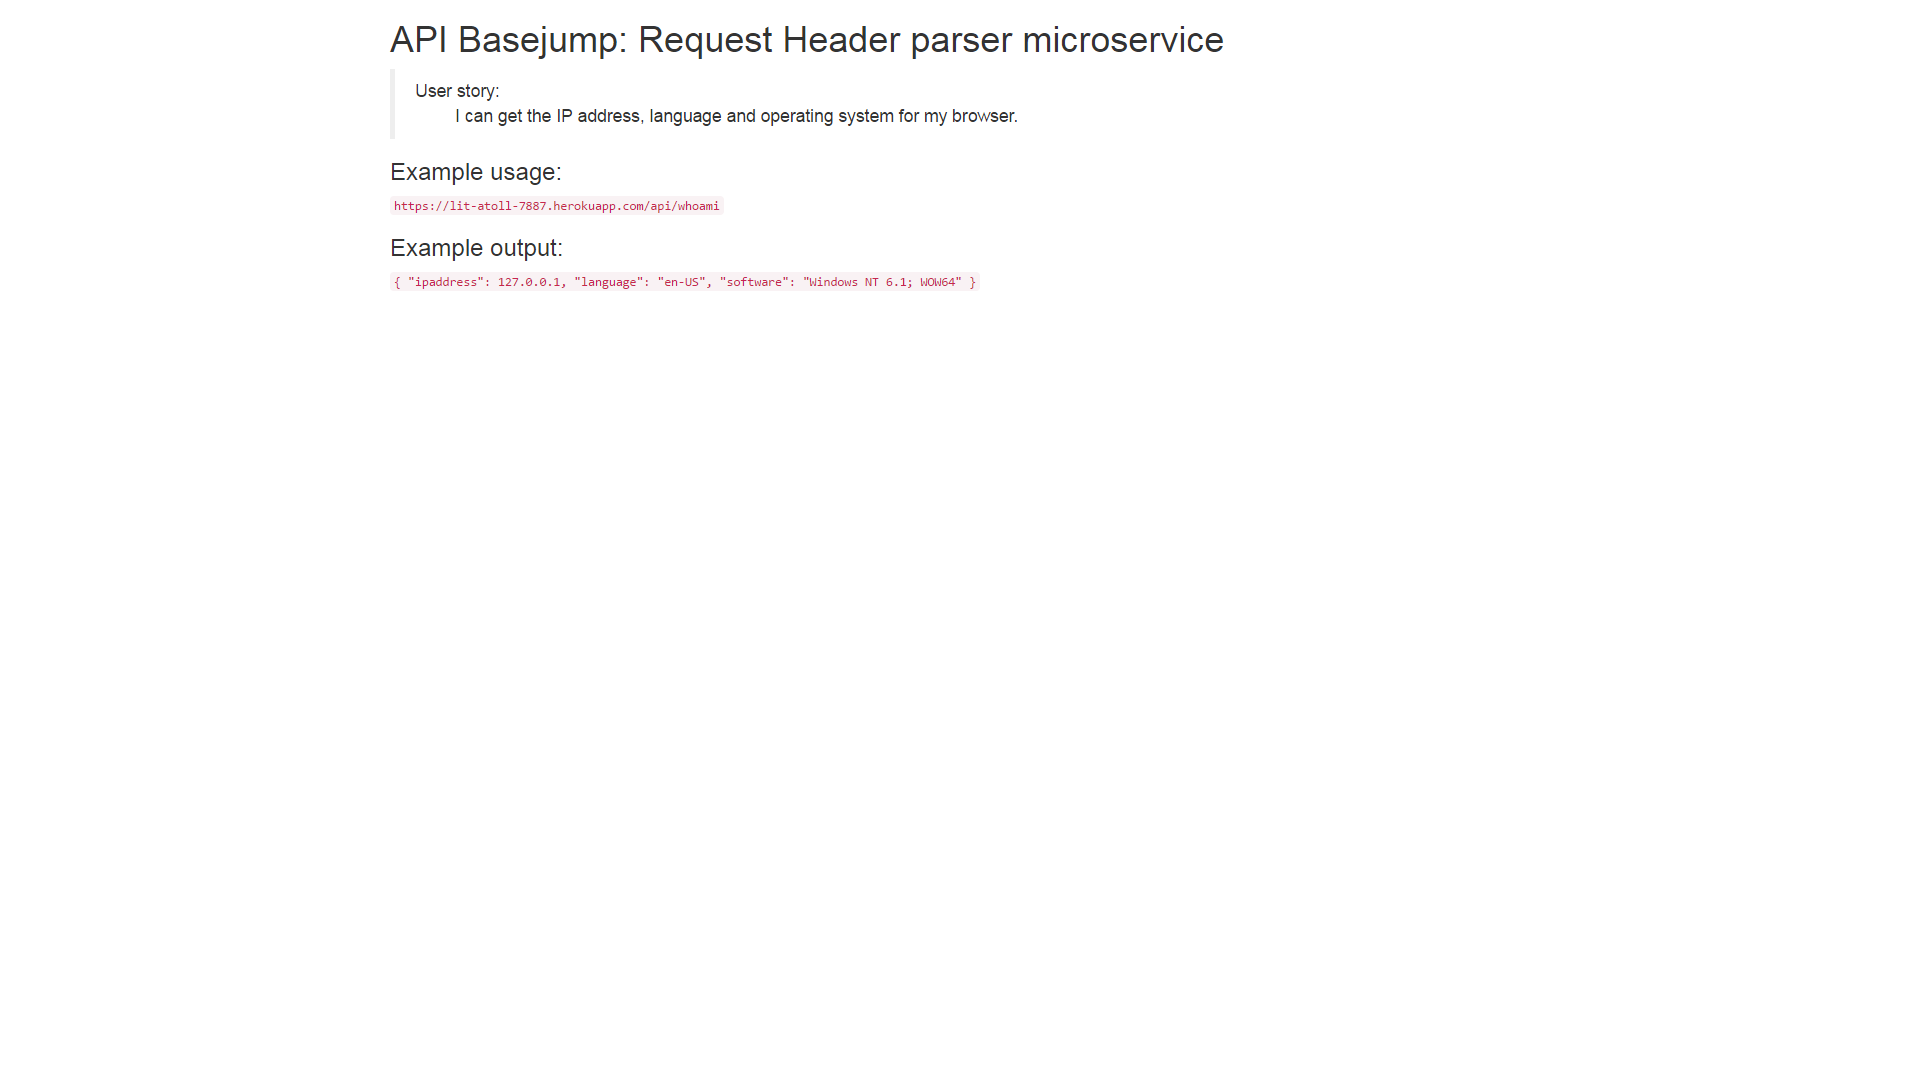 API Basejump: Request Header parser microservice
User story:
I can get the IP address, language and operating system for my browser.
Example usage:
https://lit-atoll-7887.herokuapp.com/api/whoami
Example output:
{ "ipaddress": 127.0.0.1, "language": "en-US", "software": "Windows NT 6.1; WOW64" }